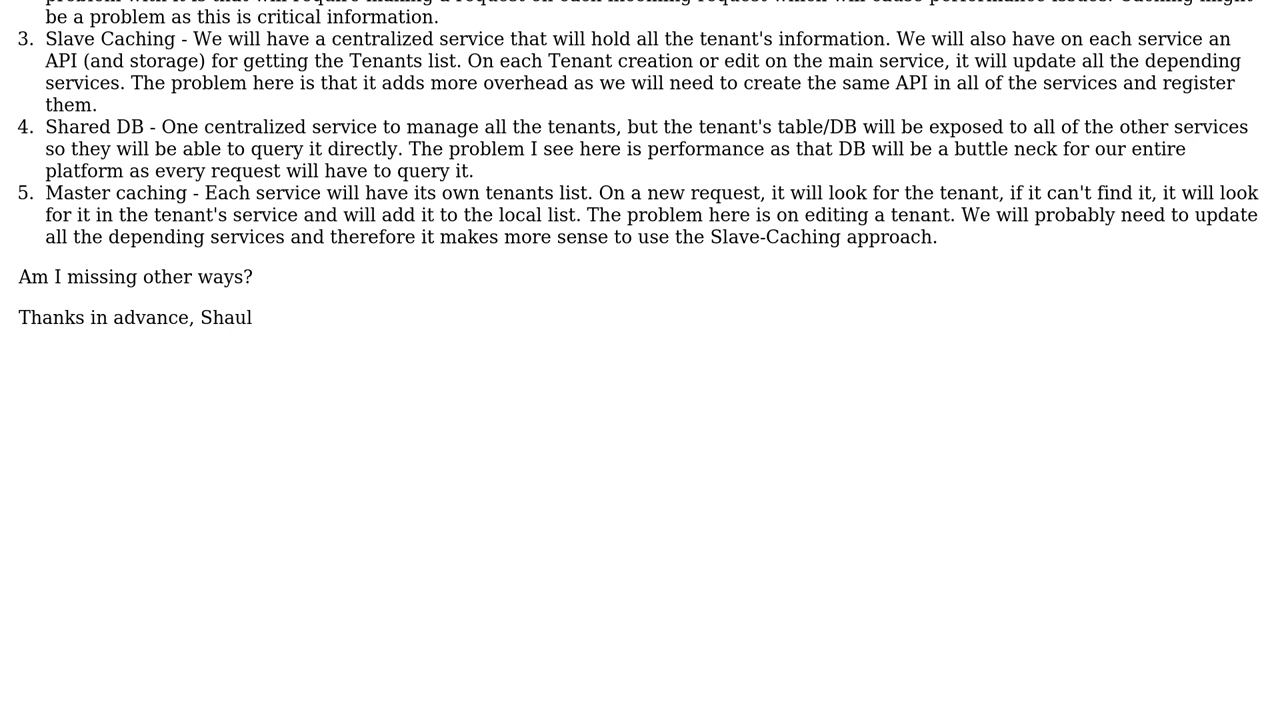 be a problem as this is critical information.
3. Slave Caching - We will have a centralized service that will hold all the tenant's information. We will also have on each service an
API (and storage) for getting the Tenants list. On each Tenant creation or edit on the main service, it will update all the depending
services. The problem here is that it adds more overhead as we will need to create the same API in all of the services and register
them.
4. Shared DB - One centralized service to manage all the tenants, but the tenant's table/DB will be exposed to all of the other services
so they will be able to query it directly. The problem I see here is performance as that DB will be a buttle neck for our entire
platform as every request will have to query it.
5. Master caching - Each service will have its own tenants list. On a new request, it will look for the tenant, if it can't find it, it will look
for it in the tenant's service and will add it to the local list. The problem here is on editing a tenant. We will probably need to update
all the depending services and therefore it makes more sense to use the Slave-Caching approach.
Am I missing other ways?
Thanks in advance, Shaul